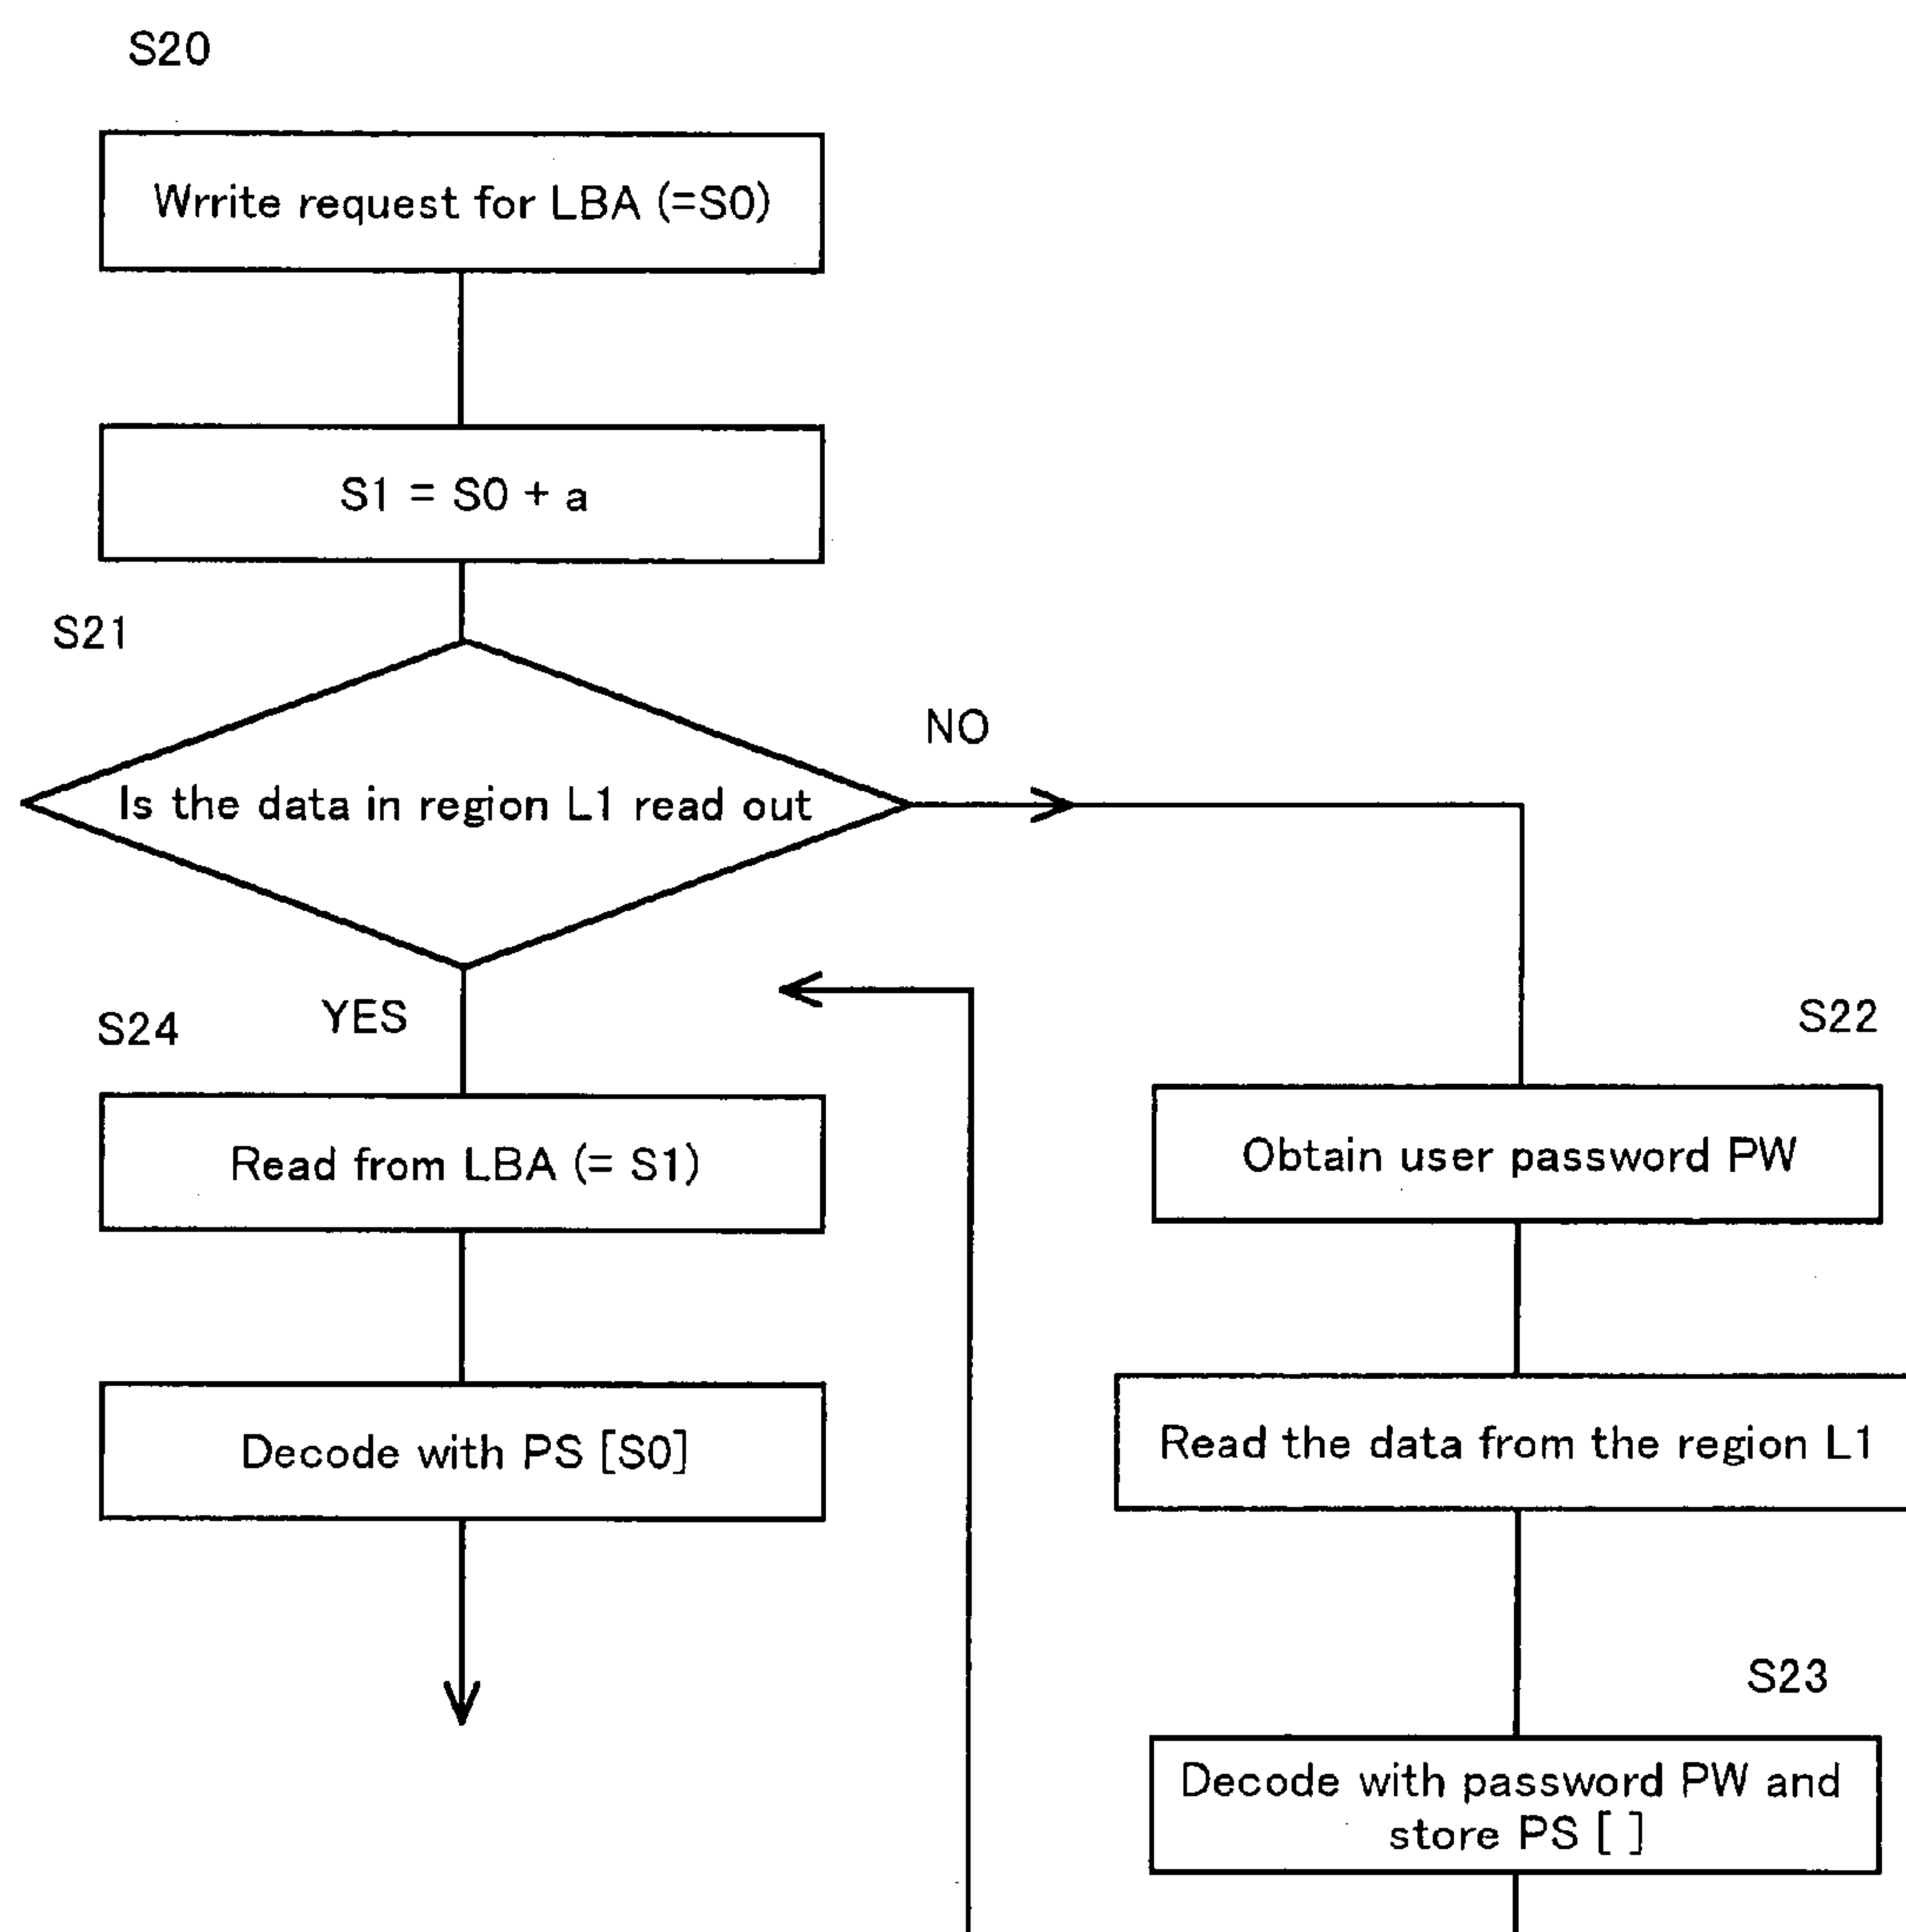 S20
Wrrite request for LBA (=S0)
S1 = S0 + a
S21
Is the data in region L1 read out
NO
YES
S24
Read from LBA (= S1)
Decode with PS [S0]
S22
Obtain user password PW
Read the data from the region L1
S23
Decode with password PW and
store PS [ ]